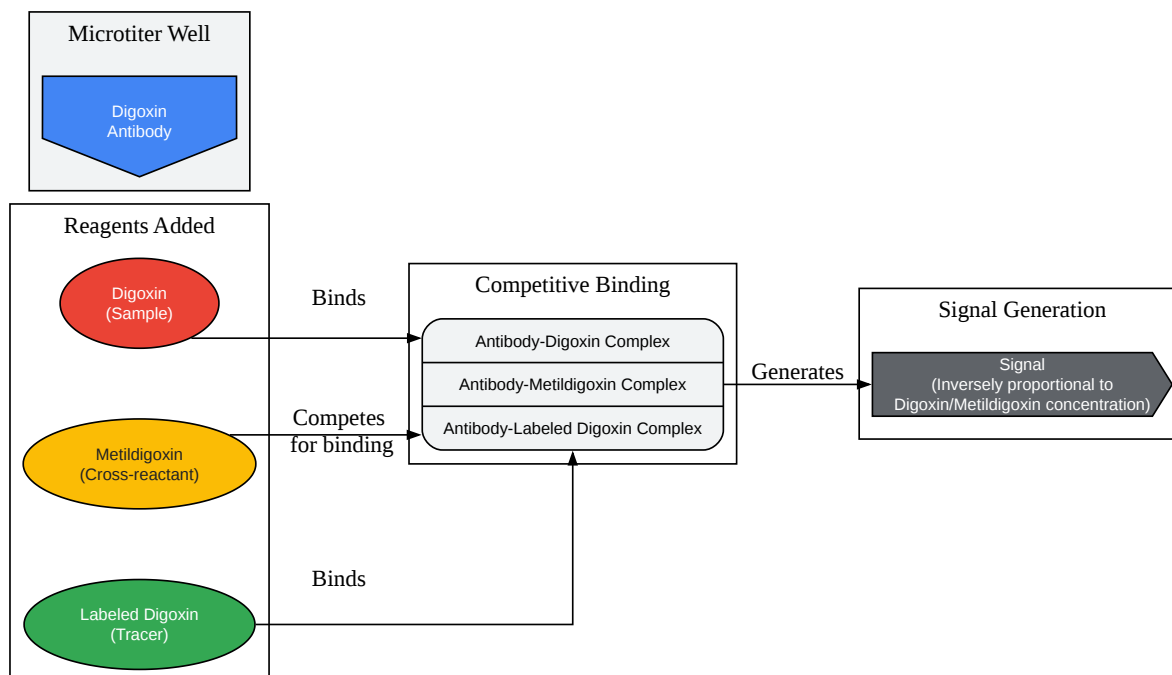 Microtiter Well
Digoxin
Antibody
Reagents Added
Digoxin
(Sample)
Binds
Metildigoxin
(Cross-reactant)
Competes
for binding
Labeled Digoxin
(Tracer)
Binds
Competitive Binding
Antibody-Digoxin Complex
Antibody-Metildigoxin Complex
Antibody-Labeled Digoxin Complex
Generates
Signal Generation
Signal
(Inversely proportional to
Digoxin/Metildigoxin concentration)